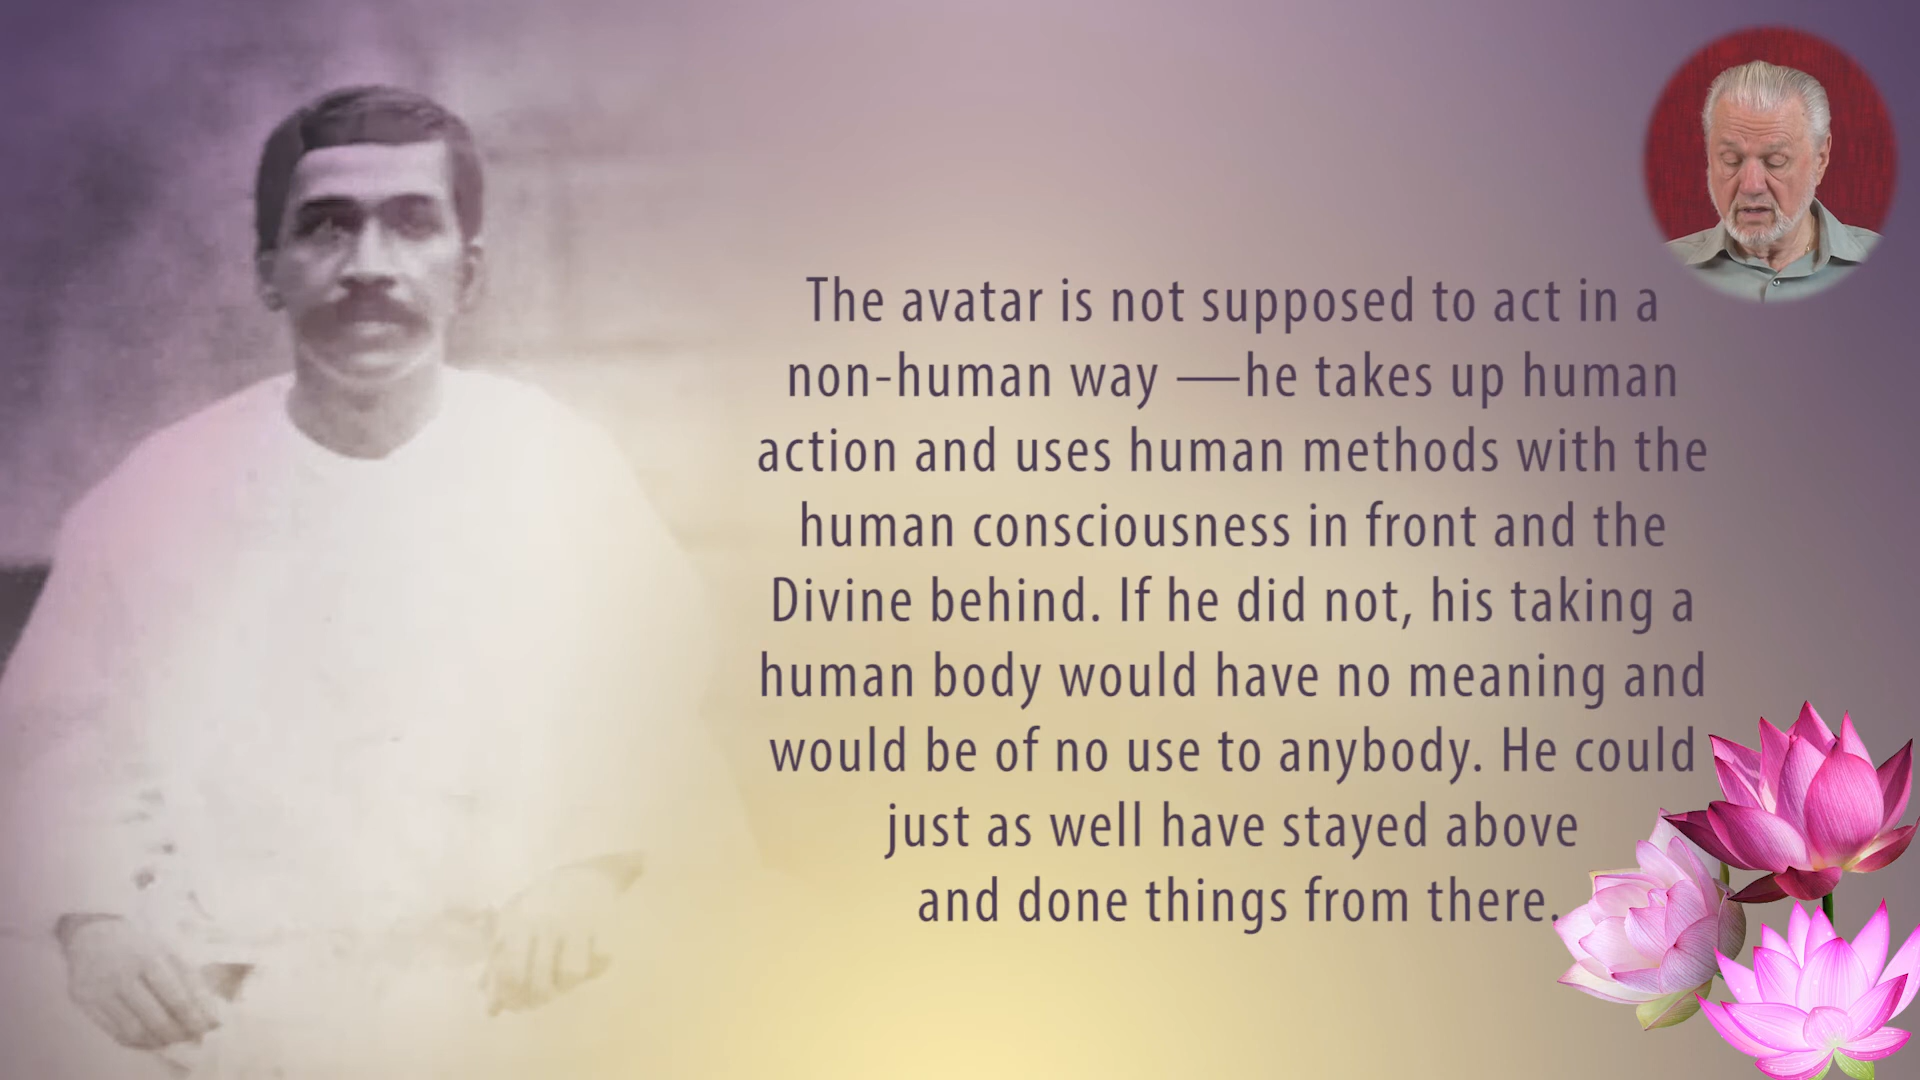 The avatar is not supposed to act in a
non-human way —he takes up human
action and uses human methods with the
human consciousness in front and the
Divine behind. If he did not, his taking a
human body would have no meaning and
would be of no use to anybody. He could
just as well have stayed above
and done things from there.